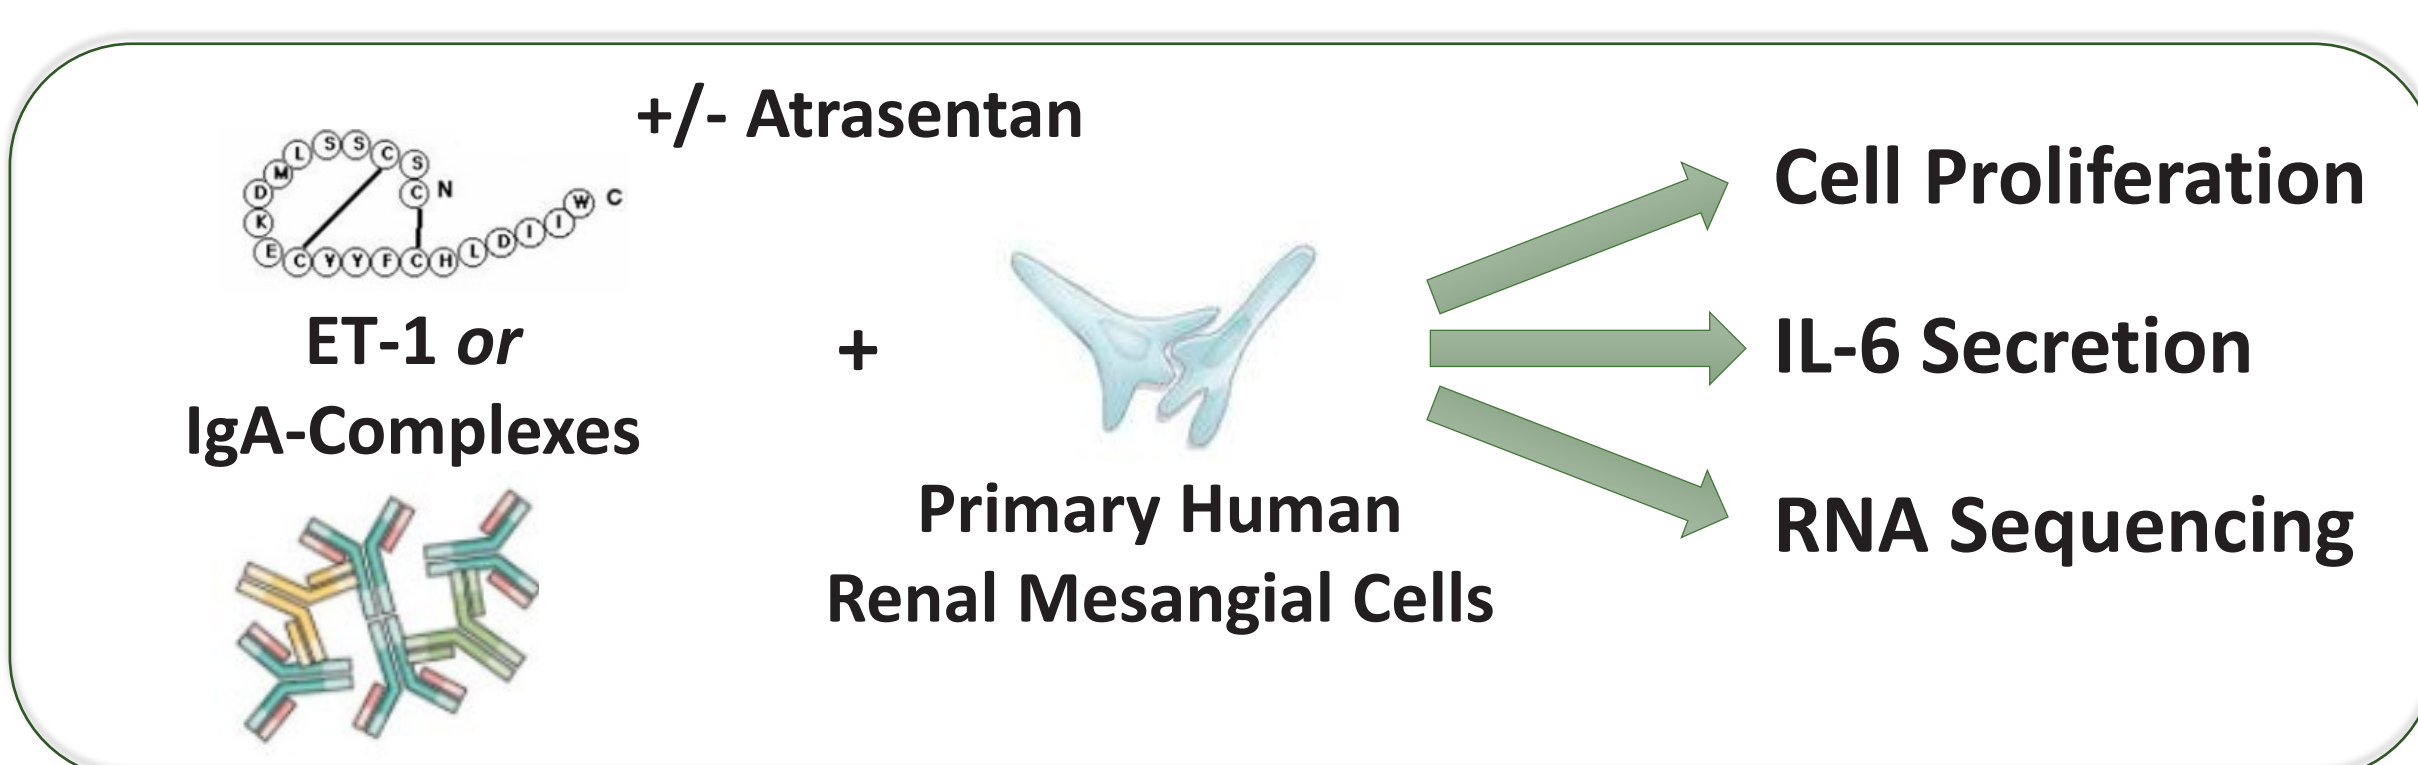 +/- Atrasentan
L S S C S
M
D
K
E C V Y F C H L D I I W C
C N
ET-1 or
IgA-Complexes
+
Primary Human
Renal Mesangial Cells
Cell Proliferation
IL-6 Secretion
RNA Sequencing